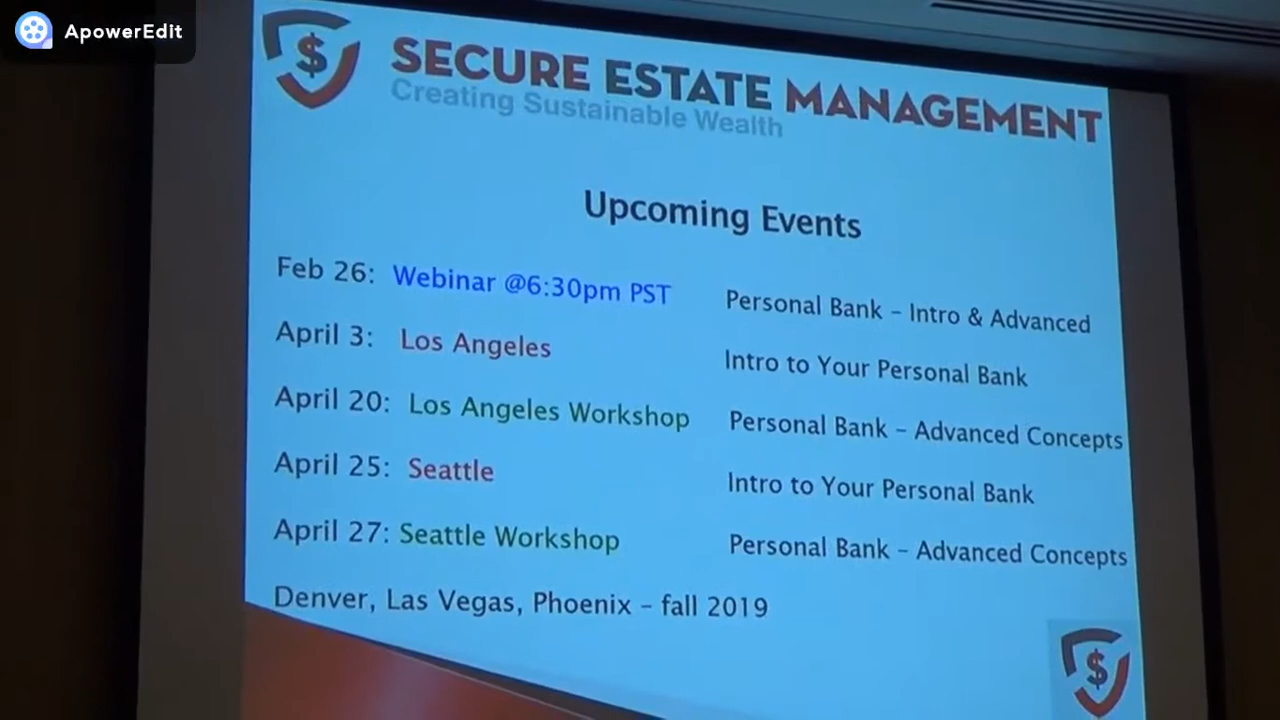 ApowerEdit
$
SECURE ESTATE MANAGEMENT
Creating Sustainable Wealth
Upcoming Events
Feb 26: Webinar @6:30pm PST Personal Bank – Intro & Advanced
April 3: Los Angeles Intro to Your Personal Bank
April 20: Los Angeles Workshop Personal Bank – Advanced Concepts
April 25: Seattle Intro to Your Personal Bank
April 27: Seattle Workshop Personal Bank – Advanced Concepts
Denver, Las Vegas, Phoenix – fall 2019
$